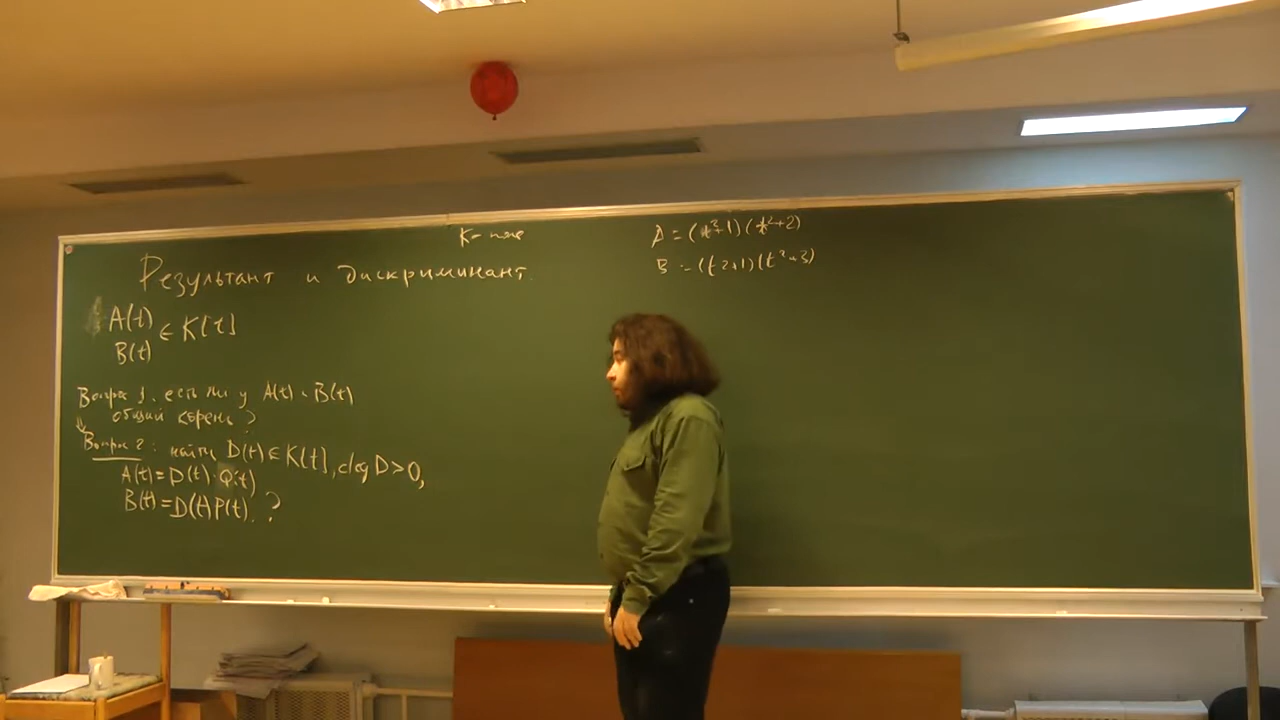 K - поле
Результант и дискриминант.
A(t)
B(t) ∈ K[t]
Вопрос 1. есть ли у A(t) и B(t)
общий корень?
Вопрос 2: найти D(t) ∈ K[t], deg D > 0,
A(t) = D(t)·Q(t)
B(t) = D(t)P(t). ?
A = (t²+1)(t²+2)
B = (t²+1)(t²+3)